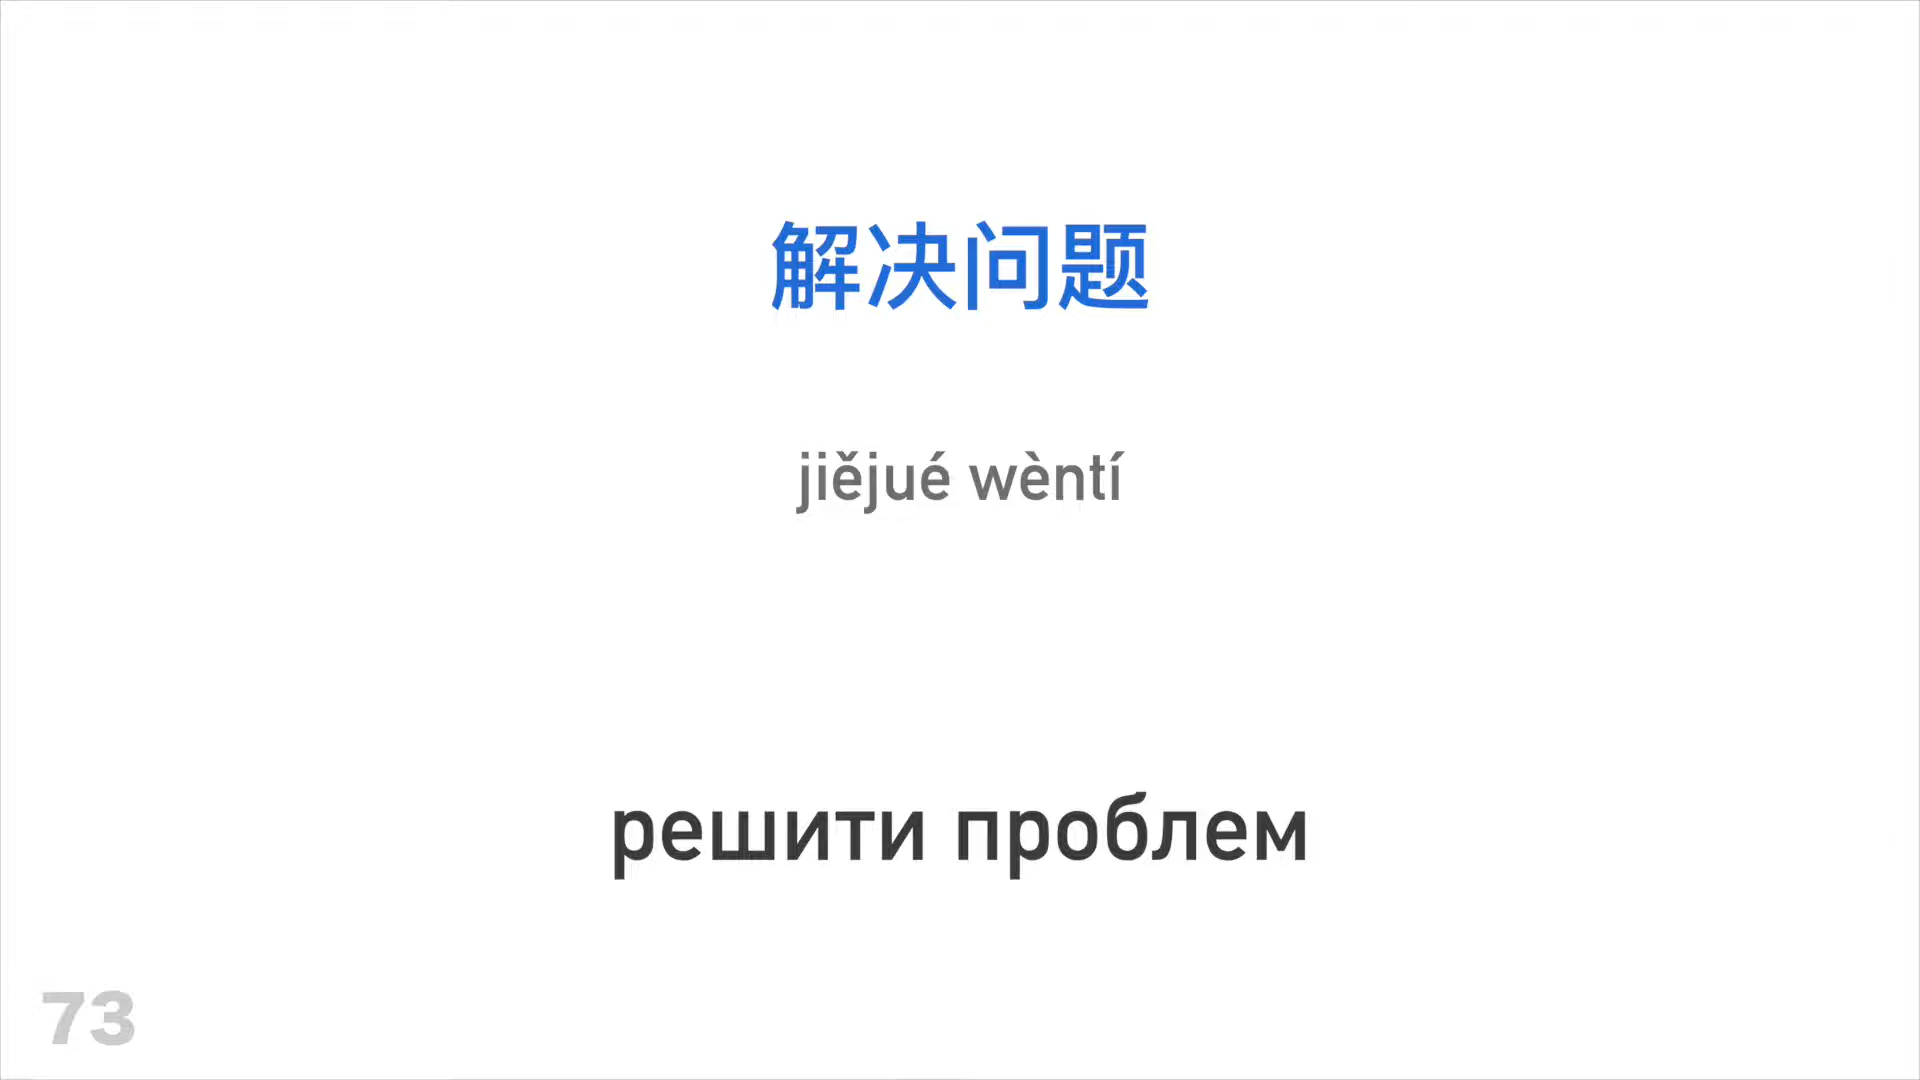 解决问题
jiějué wèntí
решити проблем
73